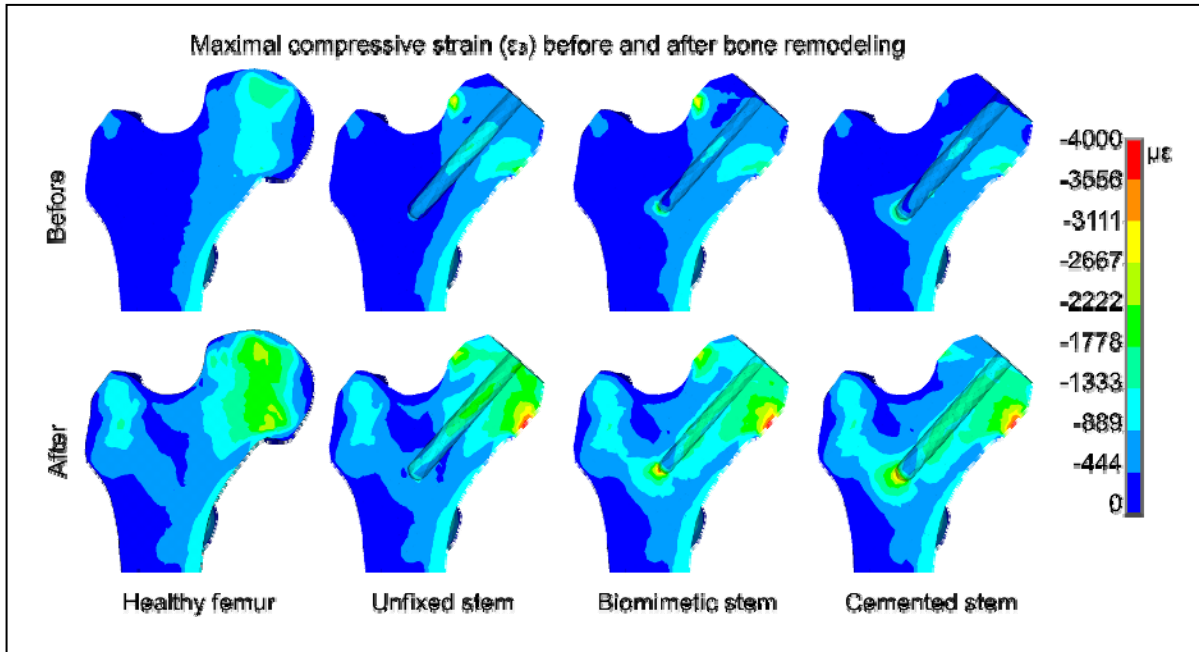 Maximal compressive strain (ε₃) before and after bone remodeling
Before
After
-4000
με
-3556
-3111
-2667
-2222
-1778
-1333
-889
-444
0
Healthy femur
Unfixed stem
Biomimetic stem
Cemented stem